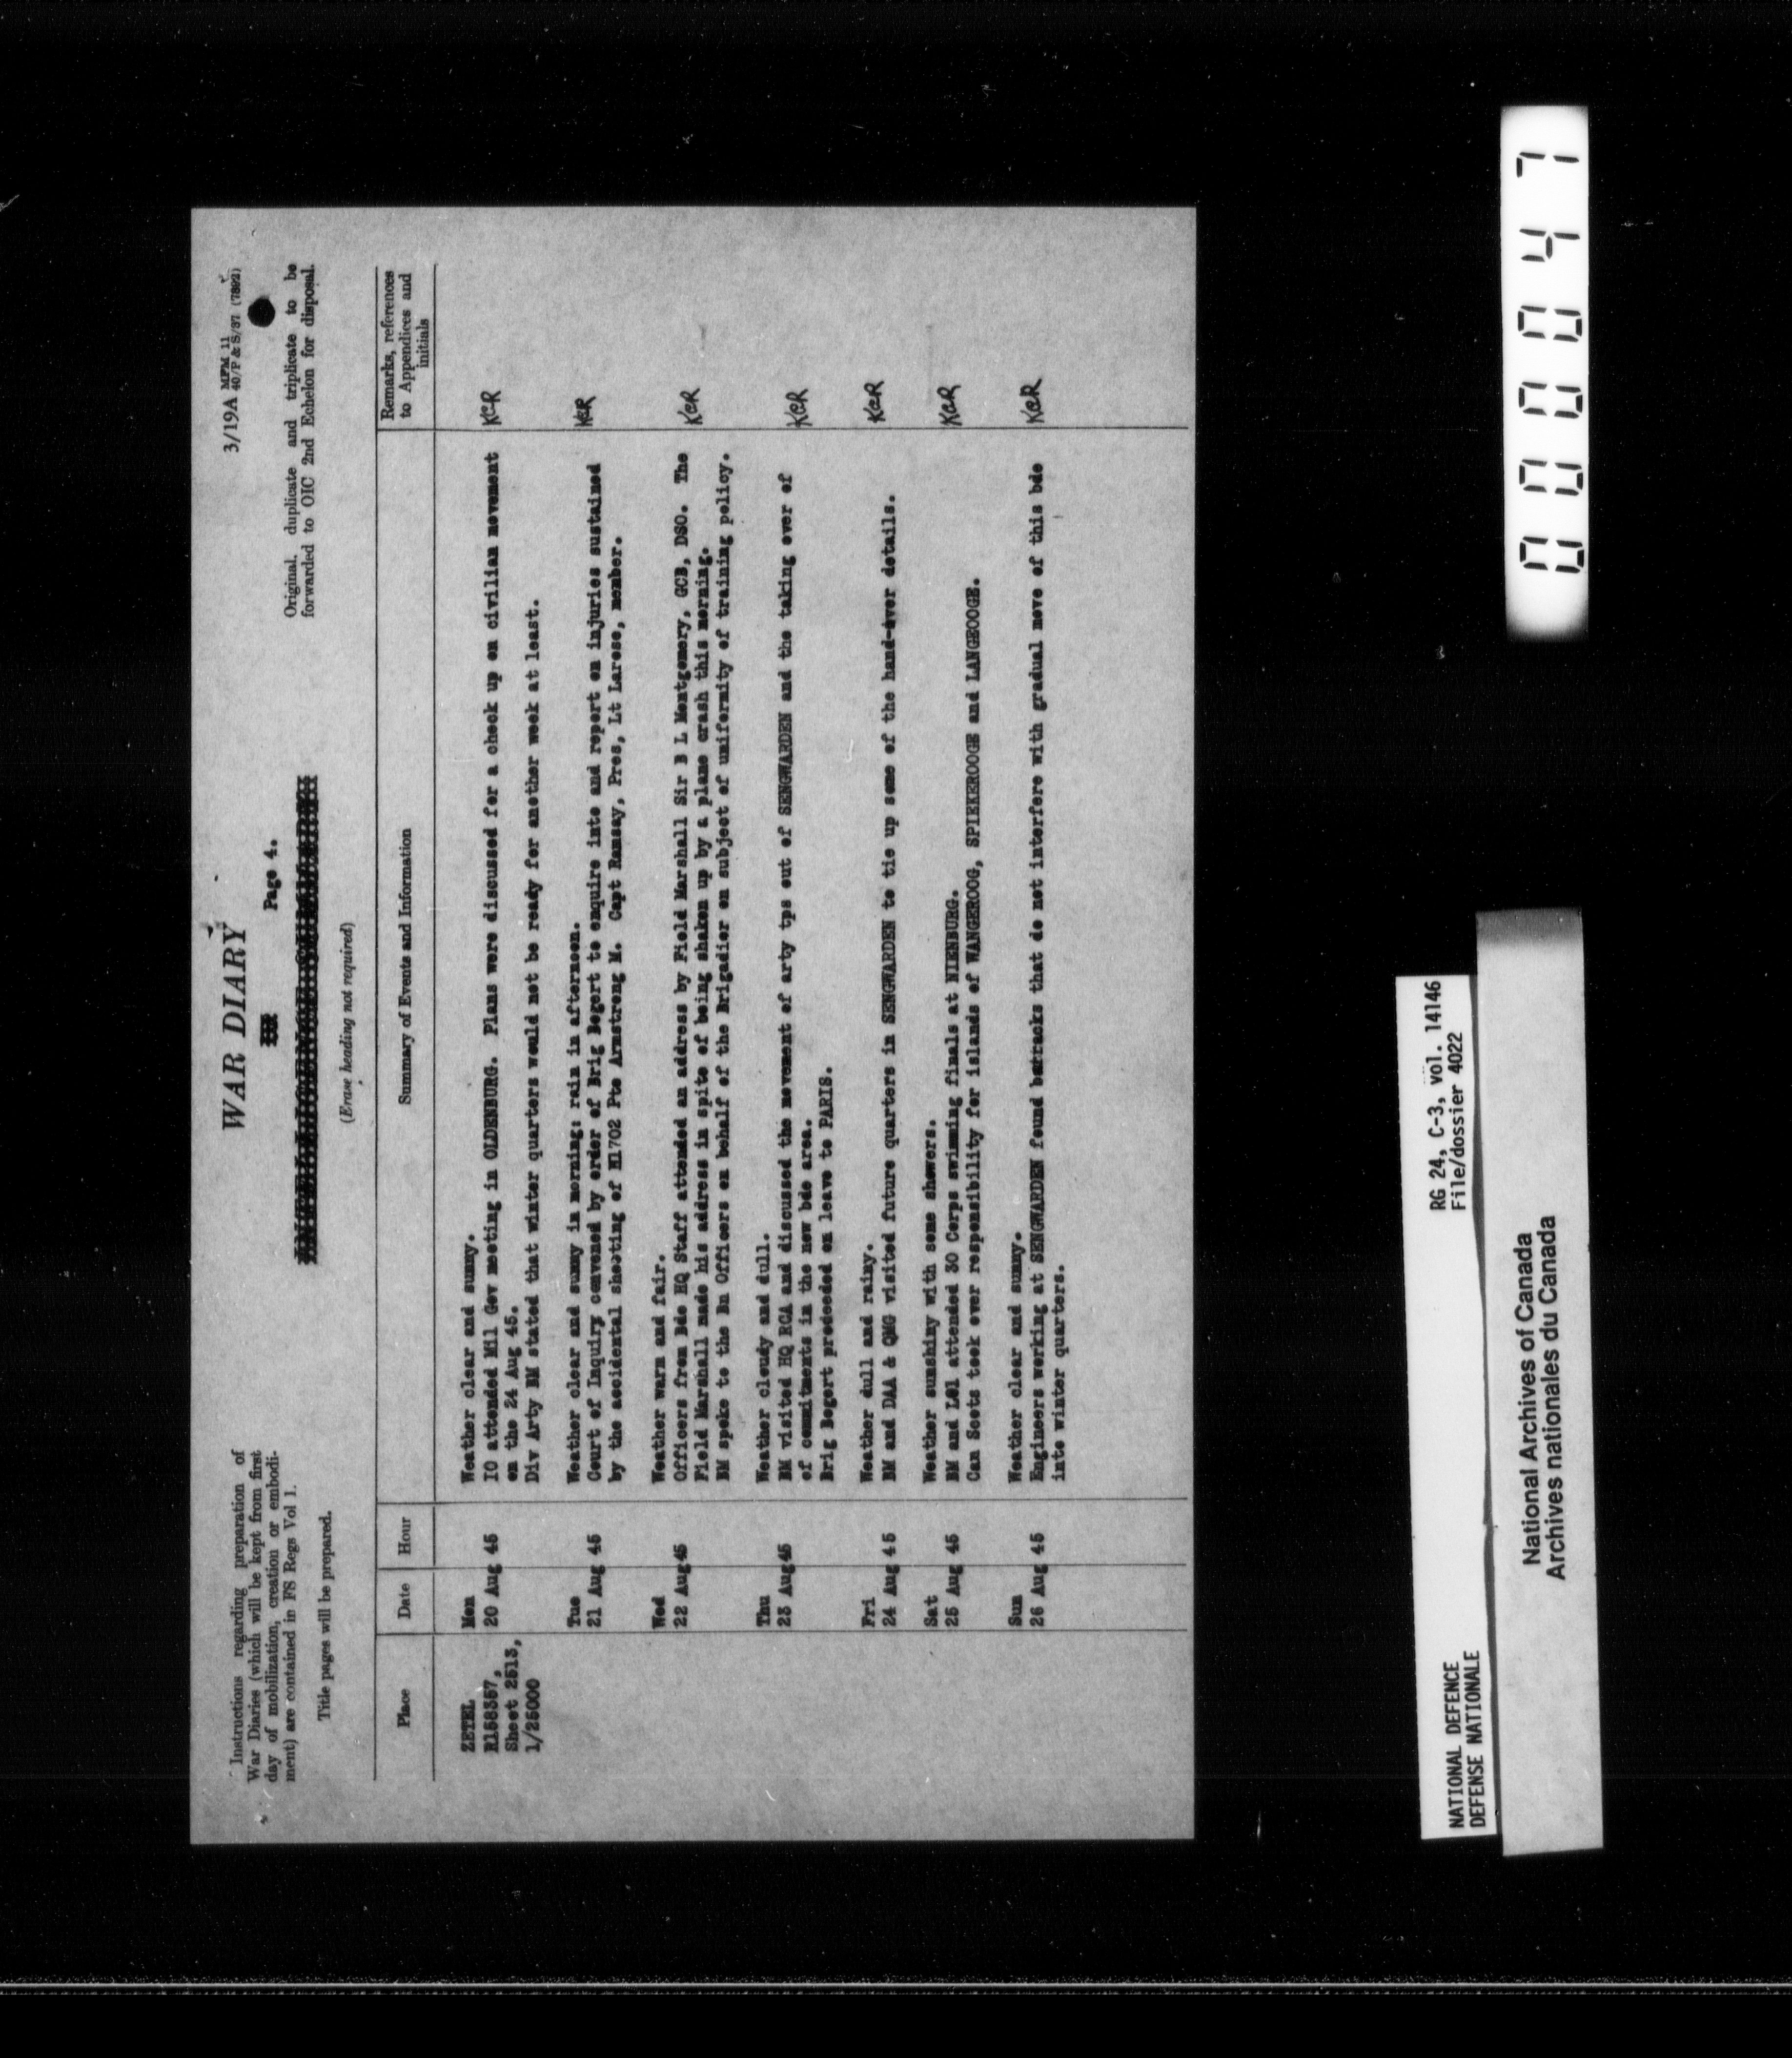 Instructions regarding preparation of
War Diaries (which will be kept from first
day of mobilization, creation or embodi-
ment) are contained in FS Regs Vol 1.
Title pages will be prepared.
WAR DIARY
Page 4.
(Erase heading not required)
3/19A MFM 11
40/P & S/37 (7892)
Original, duplicate and triplicate to be
forwarded to OIC 2nd Echelon for disposal.
Place Date Hour Summary of Events and Information Remarks, references
to Appendices and
initials
ZETEL
R158357,
Sheet 2513,
1/25000
Mon
20 Aug 45
Weather clear and sunny.
IO attended Mil Gov meeting in OLDENBURG. Plans were discussed for a check up on civilian movement
on the 24 Aug 45.
Div Arty BM stated that winter quarters would not be ready for another week at least.
KCR
Tue
21 Aug 45
Weather clear and sunny in morning: rain in afternoon.
Court of Inquiry convened by order of Brig Bogert to enquire into and report on injuries sustained
by the accidental shooting of H1702 Pte Armstrong M. Capt Ramsay, Pres, Lt Larose, member.
KCR
Wed
22 Aug45
Weather warm and fair.
Officers from Bde HQ Staff attended an address by Field Marshall Sir B L Montgomery, GCB, DSO. The
Field Marshall made his address in spite of being shaken up by a plane crash this morning.
BM spoke to the Bn Officers on behalf of the Brigadier on subject of uniformity of training policy.
KCR
Thu
23 Aug45
Weather cloudy and dull.
BM visited HQ RCA and discussed the movement of arty tps out of SENGWARDEN and the taking over of
of commitments in the new bde area.
Brig Bogert proceeded on leave to PARIS.
KCR
Fri
24 Aug 45
Weather dull and rainy.
BM and DAA & QMG visited future quarters in SENGWARDEN to tie up some of the hand-over details.
KCR
Sat
25 Aug 45
Weather sunshiny with some showers.
BM and LO1 attended 30 Corps swimming finals at NIENBURG.
Can Scots took over responsibility for islands of WANGEROOG, SPIEKEROOGE and LANGEOOGE.
KCR
Sun
26 Aug 45
Weather clear and sunny.
Engineers working at SENGWARDEN found barracks that do not interfere with gradual move of this bde
into winter quarters.
KCR
NATIONAL DEFENCE
DEFENSE NATIONALE
RG 24, C-3, vol. 14146
File/dossier 4022
National Archives of Canada
Archives nationales du Canada
000047